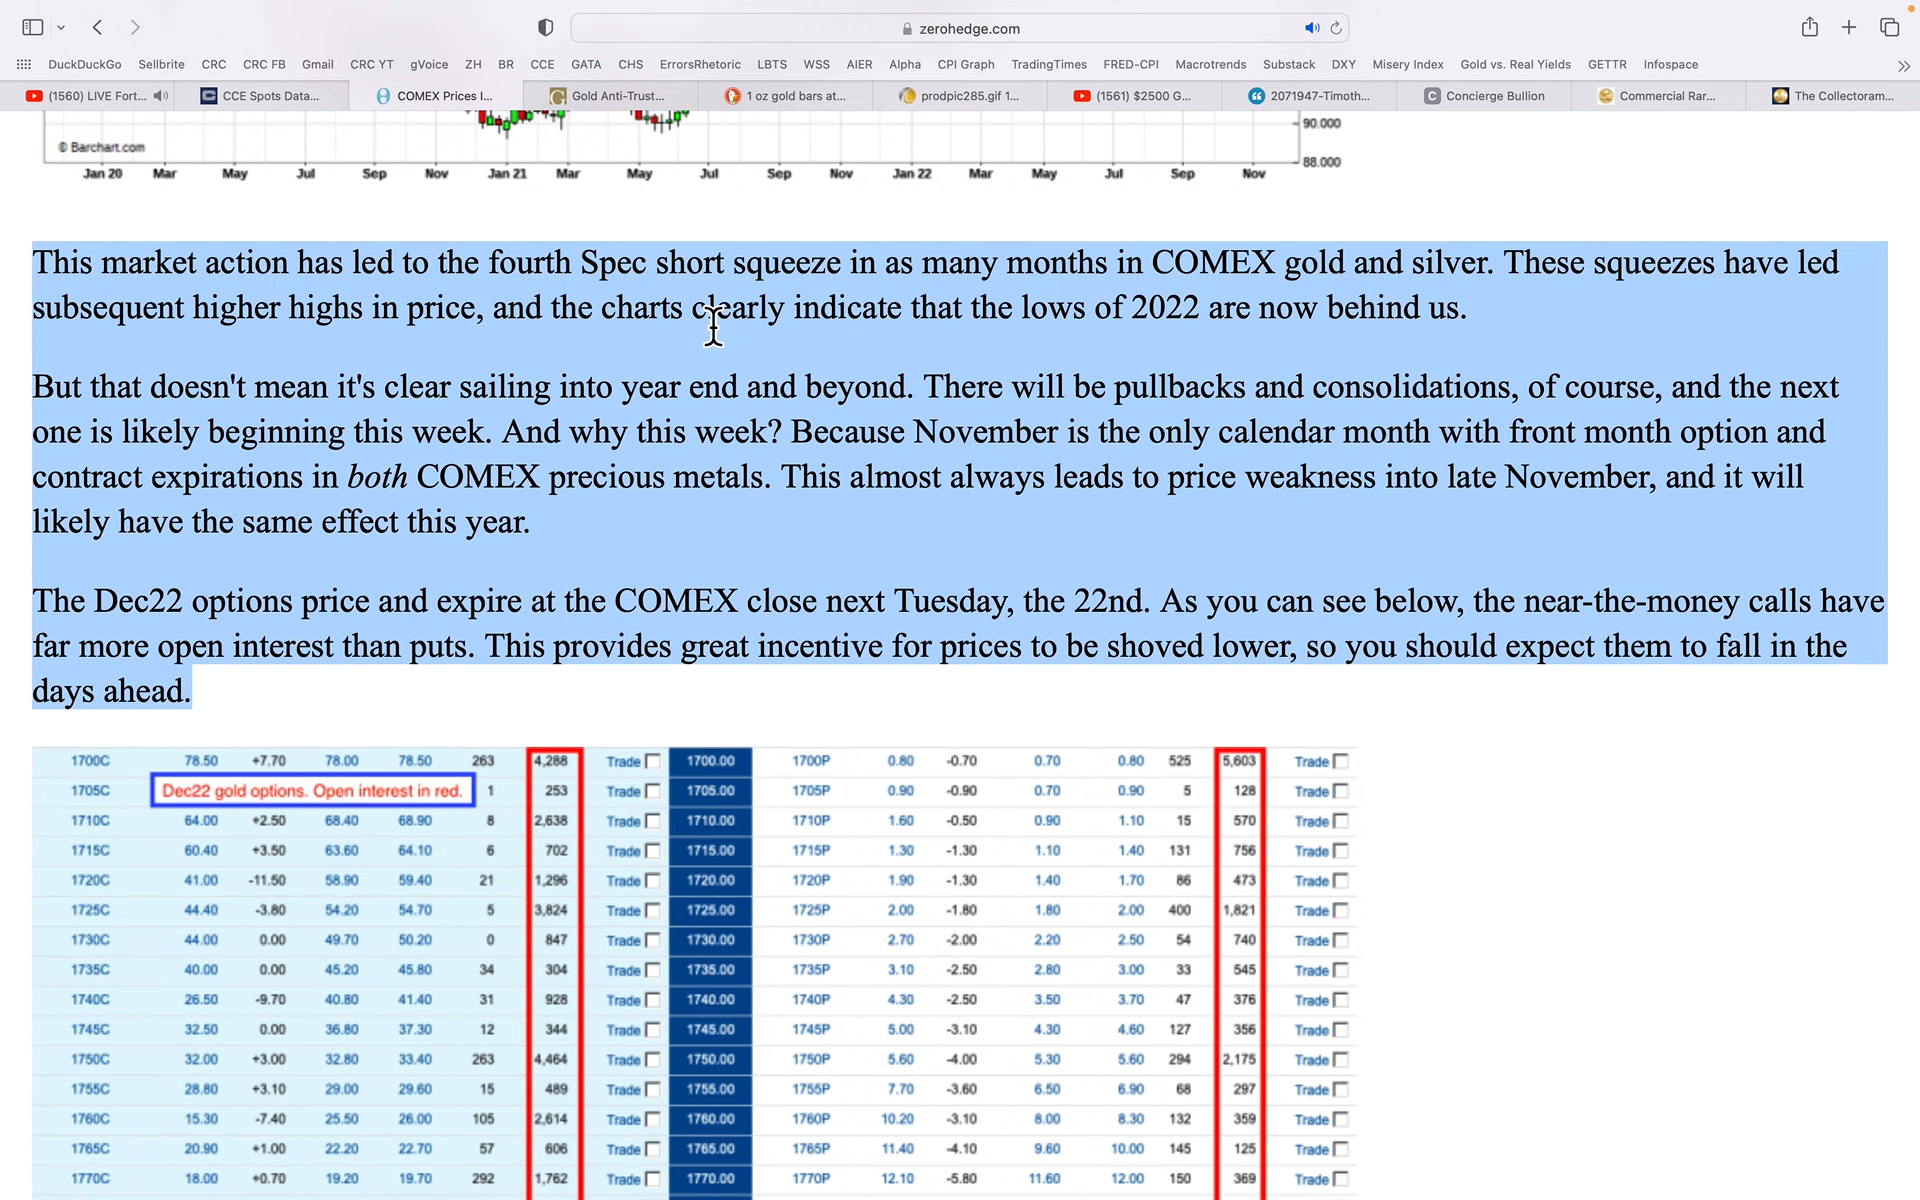 zerohedge.com
DuckDuckGo Sellbrite CRC CRC FB Gmail CRC YT gVoice ZH BR CCE GATA CHS ErrorsRhetoric LBTS WSS AIER Alpha CPI Graph TradingTimes FRED-CPI Macrotrends Substack DXY Misery Index Gold vs. Real Yields GETTR Infospace
(1560) LIVE Fort... CCE Spots Data... COMEX Prices I... Gold Anti-Trust... 1 oz gold bars at... prodpic285.gif 1... (1561) $2500 G... 2071947-Timoth... Concierge Bullion Commercial Rar... The Collectoram...
90.000
© Barchart.com
88.000
Jan 20 Mar May Jul Sep Nov Jan 21 Mar May Jul Sep Nov Jan 22 Mar May Jul Sep Nov
This market action has led to the fourth Spec short squeeze in as many months in COMEX gold and silver. These squeezes have led
subsequent higher highs in price, and the charts clearly indicate that the lows of 2022 are now behind us.
But that doesn't mean it's clear sailing into year end and beyond. There will be pullbacks and consolidations, of course, and the next
one is likely beginning this week. And why this week? Because November is the only calendar month with front month option and
contract expirations in both COMEX precious metals. This almost always leads to price weakness into late November, and it will
likely have the same effect this year.
The Dec22 options price and expire at the COMEX close next Tuesday, the 22nd. As you can see below, the near-the-money calls have
far more open interest than puts. This provides great incentive for prices to be shoved lower, so you should expect them to fall in the
days ahead.
1700C 78.50 +7.70 78.00 78.50 263 4,288 Trade 1700.00 1700P 0.80 -0.70 0.70 0.80 525 5,603 Trade
1705C Dec22 gold options. Open interest in red. 1 253 Trade 1705.00 1705P 0.90 -0.90 0.70 0.90 5 128 Trade
1710C 64.00 +2.50 68.40 68.90 8 2,638 Trade 1710.00 1710P 1.60 -0.50 0.90 1.10 15 570 Trade
1715C 60.40 +3.50 63.60 64.10 6 702 Trade 1715.00 1715P 1.30 -1.30 1.10 1.40 131 756 Trade
1720C 41.00 -11.50 58.90 59.40 21 1,296 Trade 1720.00 1720P 1.90 -1.30 1.40 1.70 86 473 Trade
1725C 44.40 -3.80 54.20 54.70 5 3,824 Trade 1725.00 1725P 2.00 -1.80 1.80 2.00 400 1,821 Trade
1730C 44.00 0.00 49.70 50.20 0 847 Trade 1730.00 1730P 2.70 -2.00 2.20 2.50 54 740 Trade
1735C 40.00 0.00 45.20 45.80 34 304 Trade 1735.00 1735P 3.10 -2.50 2.80 3.00 33 545 Trade
1740C 26.50 -9.70 40.80 41.40 31 928 Trade 1740.00 1740P 4.30 -2.50 3.50 3.70 47 376 Trade
1745C 32.50 0.00 36.80 37.30 12 344 Trade 1745.00 1745P 5.00 -3.10 4.30 4.60 127 356 Trade
1750C 32.00 +3.00 32.80 33.40 263 4,464 Trade 1750.00 1750P 5.60 -4.00 5.30 5.60 294 2,175 Trade
1755C 28.80 +3.10 29.00 29.60 15 489 Trade 1755.00 1755P 7.70 -3.60 6.50 6.90 68 297 Trade
1760C 15.30 -7.40 25.50 26.00 105 2,614 Trade 1760.00 1760P 10.20 -3.10 8.00 8.30 132 359 Trade
1765C 20.90 +1.00 22.20 22.70 57 606 Trade 1765.00 1765P 11.40 -4.10 9.60 10.00 145 125 Trade
1770C 18.00 +0.70 19.20 19.70 292 1,762 Trade 1770.00 1770P 12.10 -5.80 11.60 12.00 150 369 Trade